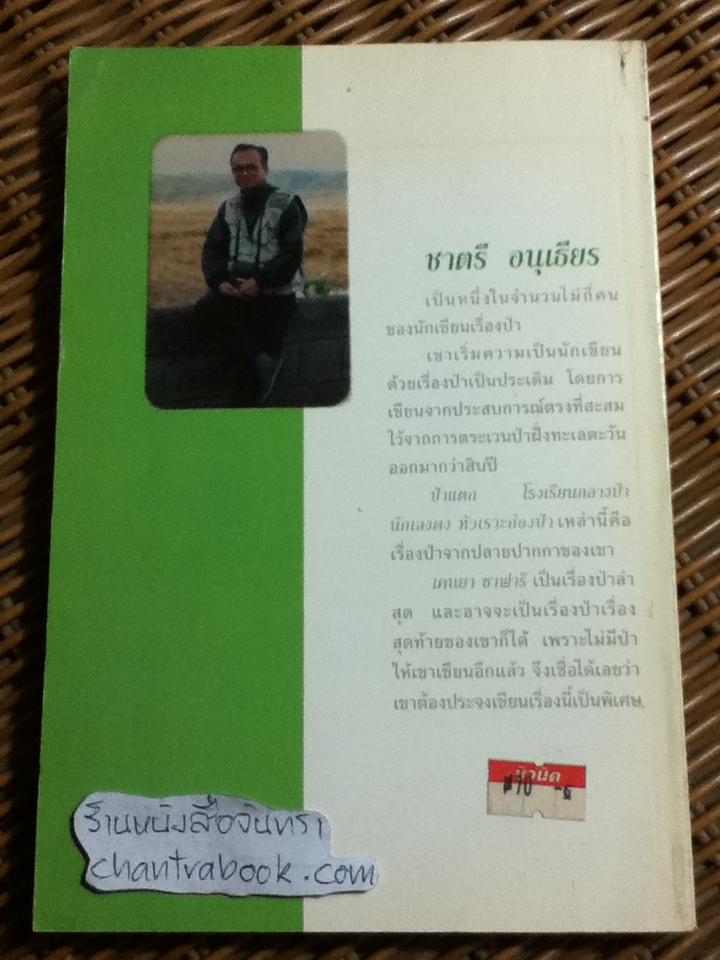 ชาตรี อนุเธียร
เป็นหนึ่งในจำนวนไม่กี่คน
ของนักเขียนเรื่องป่า
เขาเริ่มความเป็นนักเขียน
ด้วยเรื่องป่าเป็นประเดิม โดยการ
เขียนจากประสบการณ์ตรงที่สะสม
ไว้จากการตระเวนป่าฝั่งทะเลตะวัน
ออกมากว่าสิบปี
ป่าแตก โรงเรียนกลางป่า
นักเลงดง หัวเราะก้องป่า เหล่านี้คือ
เรื่องป่าจากปลายปากกาของเขา
เคนยา ซาฟารี เป็นเรื่องป่าล่า
สุด และอาจจะเป็นเรื่องป่าเรื่อง
สุดท้ายของเขาก็ได้ เพราะไม่มีป่า
ให้เขาเขียนอีกแล้ว จึงเชื่อได้เลยว่า
เขาต้องประจงเขียนเรื่องนี้เป็นพิเศษ
ร้านหนังสือจันทรา
chantrabook.com